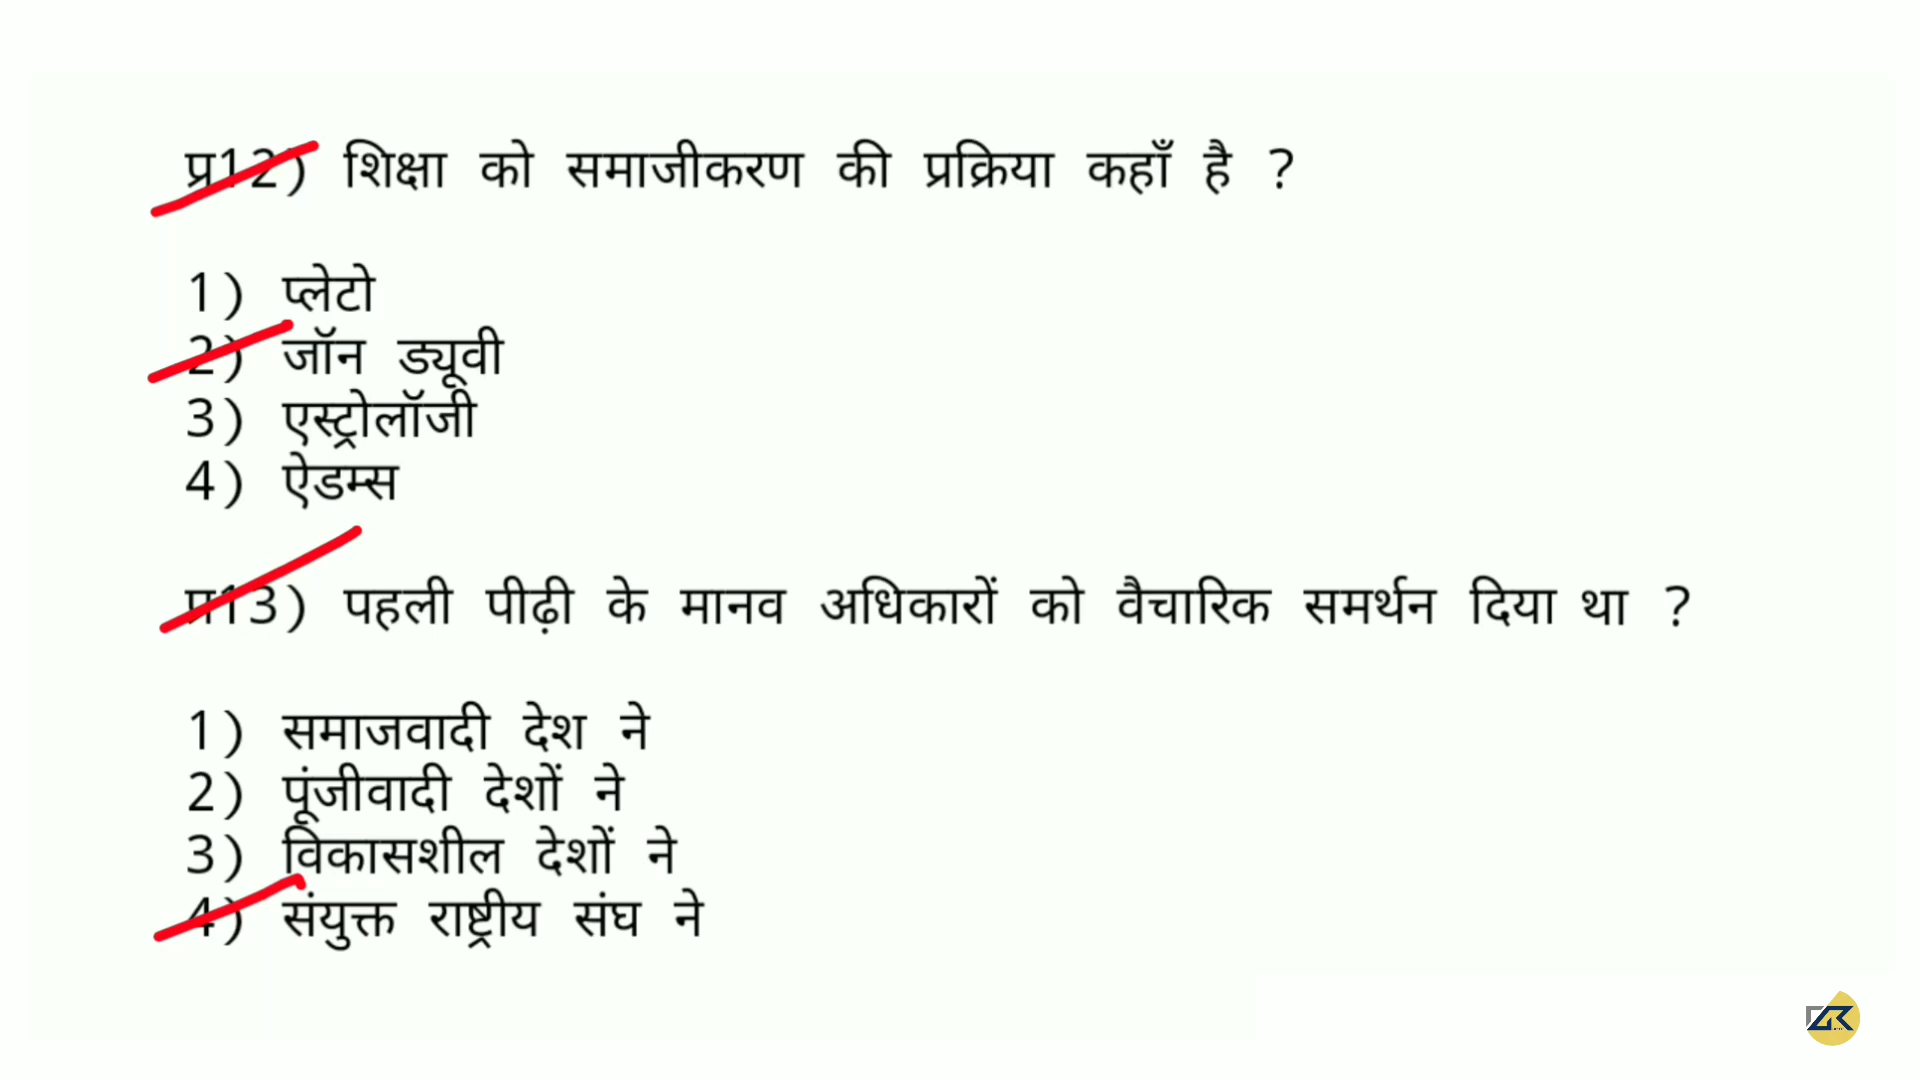 प्र12) शिक्षा को समाजीकरण की प्रक्रिया कहाँ है ?
1) प्लेटो
2) जॉन ड्यूवी
3) एस्ट्रोलॉजी
4) ऐडम्स
प्र13) पहली पीढ़ी के मानव अधिकारों को वैचारिक समर्थन दिया था ?
1) समाजवादी देश ने
2) पूंजीवादी देशों ने
3) विकासशील देशों ने
4) संयुक्त राष्ट्रीय संघ ने